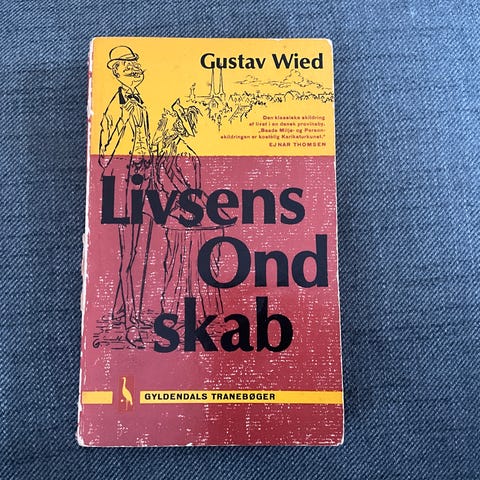 Gustav Wied
Den klassiske skildring
af livet i en dansk provinsby.
„Baade Miljø- og Person-
skildringen er kostelig Karikaturkunst."
EJNAR THOMSEN
Livsens
Ond
skab
GYLDENDALS TRANEBØGER